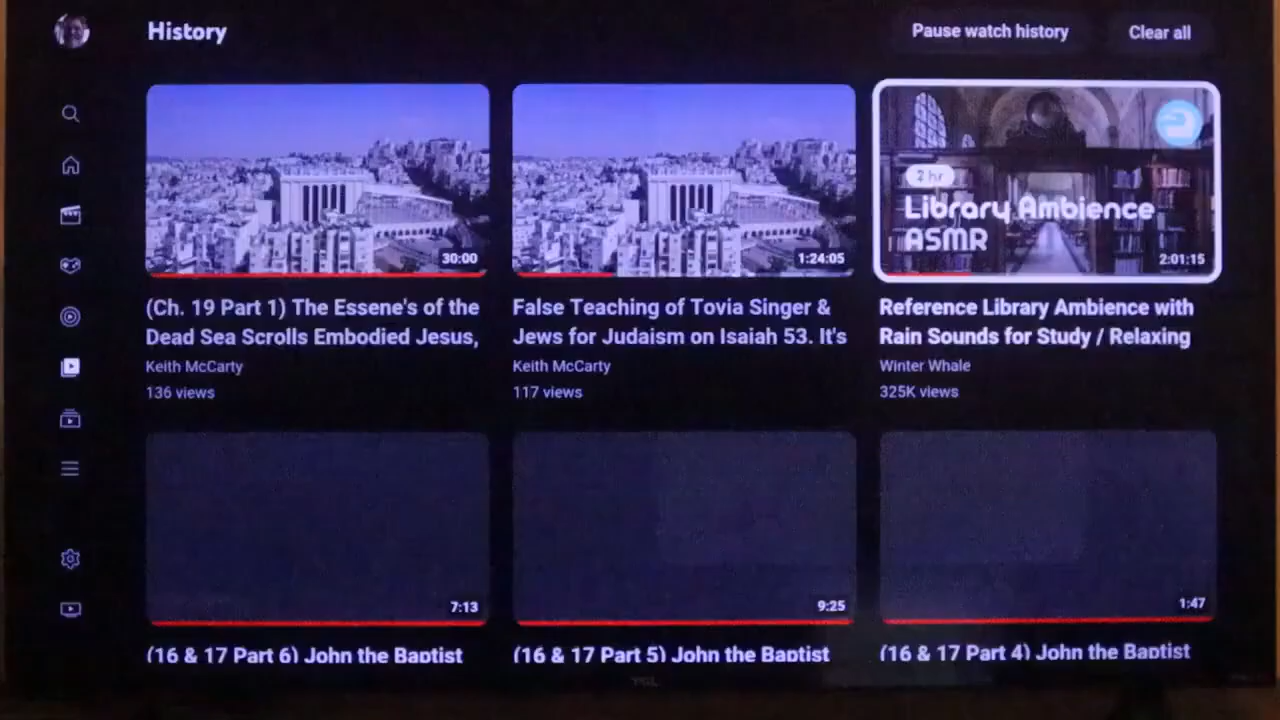 History
Pause watch history
Clear all
30:00
1:24:05
2 hr
Library Ambience
ASMR
2:01:15
(Ch. 19 Part 1) The Essene's of the
Dead Sea Scrolls Embodied Jesus,
Keith McCarty
136 views
False Teaching of Tovia Singer &
Jews for Judaism on Isaiah 53. It's
Keith McCarty
117 views
Reference Library Ambience with
Rain Sounds for Study / Relaxing
Winter Whale
325K views
7:13
9:25
1:47
(16 & 17 Part 6) John the Baptist
(16 & 17 Part 5) John the Baptist
(16 & 17 Part 4) John the Baptist
TCL